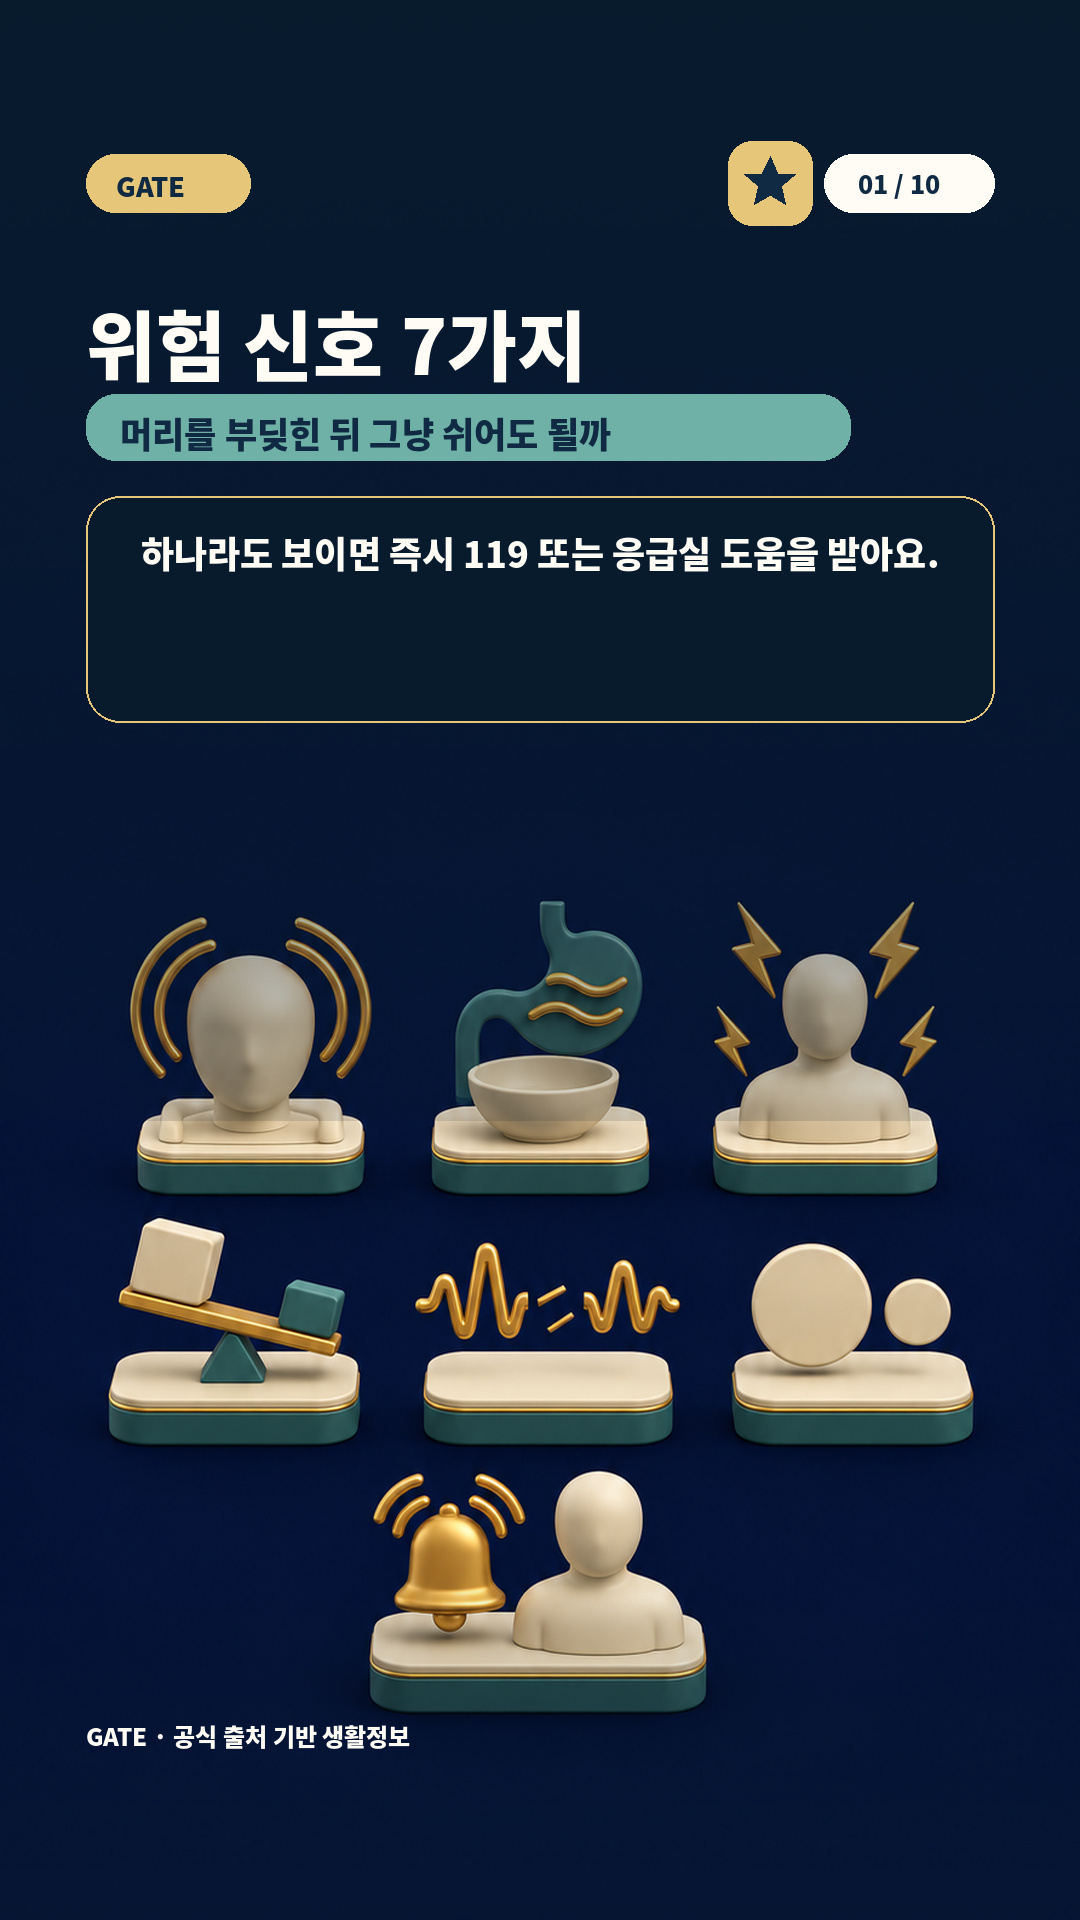 GATE
01 / 10
위험 신호 7가지
머리를 부딪힌 뒤 그냥 쉬어도 될까
하나라도 보이면 즉시 119 또는 응급실 도움을 받아요.
GATE · 공식 출처 기반 생활정보